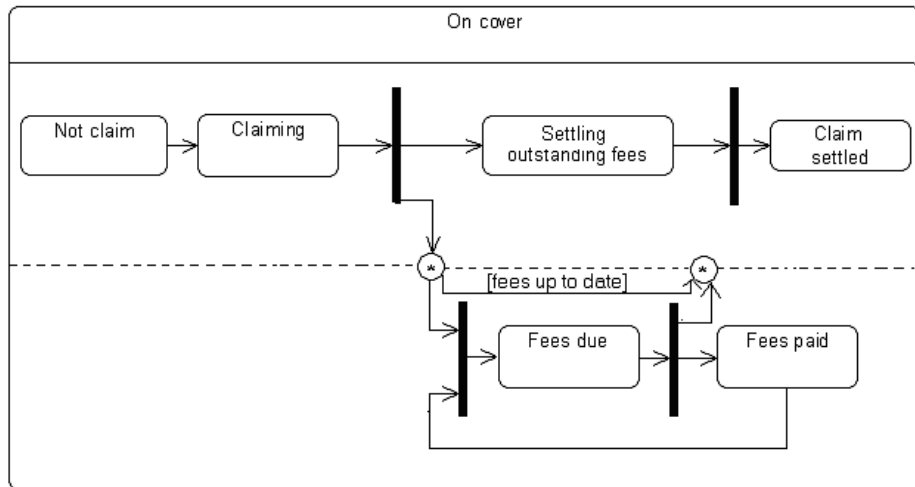 On cover
Not claim
Claiming
Settling
outstanding fees
Claim
settled
*
*
[fees up to date]
Fees due
Fees paid